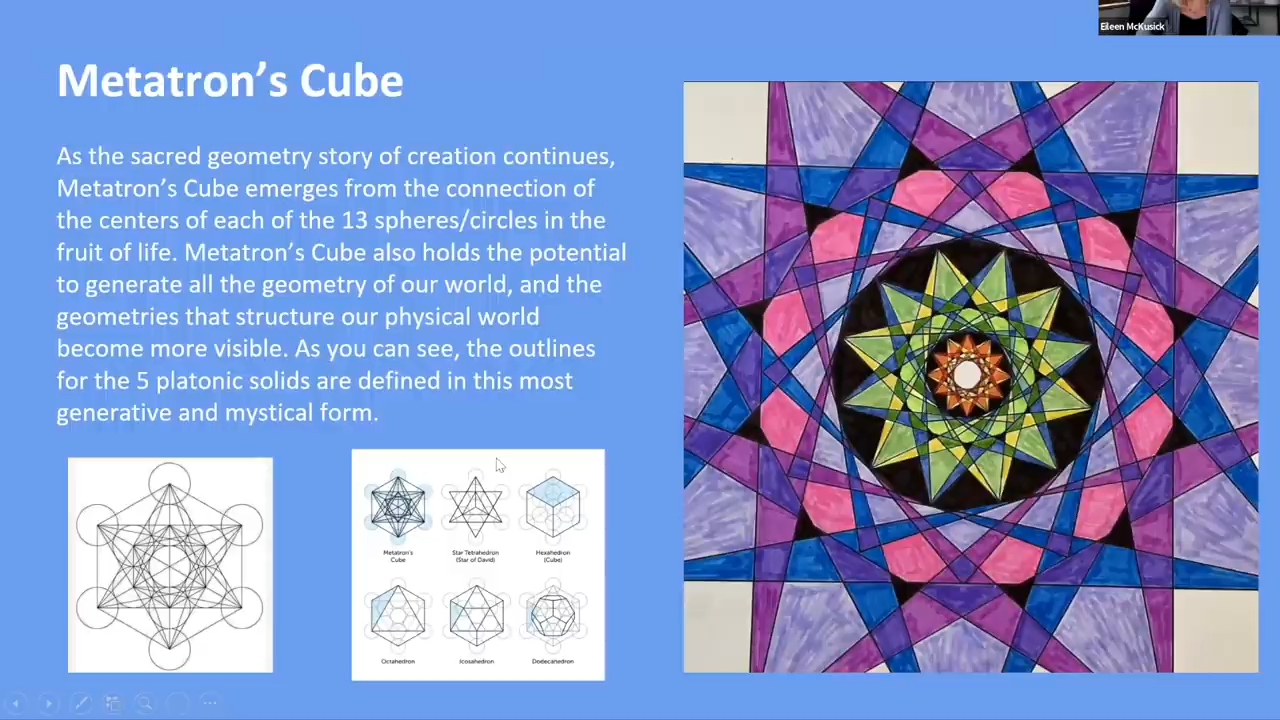 Eileen McKusick
Metatron's Cube
As the sacred geometry story of creation continues,
Metatron's Cube emerges from the connection of
the centers of each of the 13 spheres/circles in the
fruit of life. Metatron's Cube also holds the potential
to generate all the geometry of our world, and the
geometries that structure our physical world
become more visible. As you can see, the outlines
for the 5 platonic solids are defined in this most
generative and mystical form.
Metatron's
Cube
Star Tetrahedron
(Star of David)
Hexahedron
(Cube)
Octahedron
Icosahedron
Dodecahedron